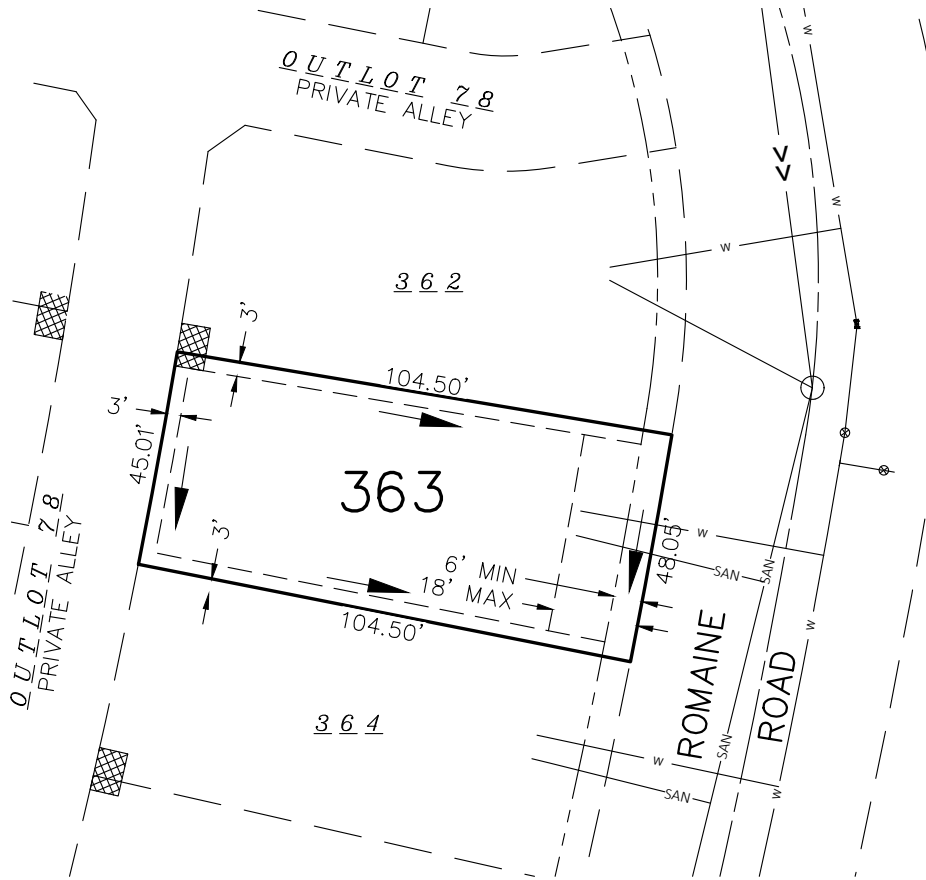 OUTLOT 78
PRIVATE ALLEY
W
W
W
362
3'
104.50'
3'
45.01'
363
3'
6' MIN
18' MAX
48.05'
W
SAN
SAN
104.50'
OUTLOT 78
PRIVATE ALLEY
ROMAINE
ROAD
W
364
SAN
W
SAN
W